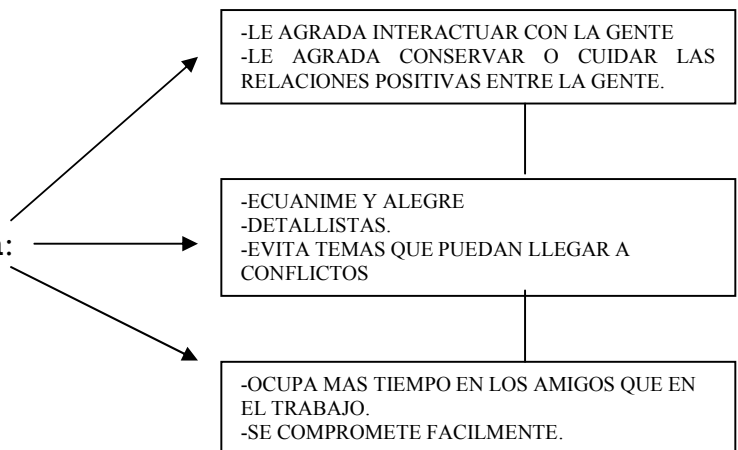 -LE AGRADA INTERACTUAR CON LA GENTE
-LE AGRADA CONSERVAR O CUIDAR LAS
RELACIONES POSITIVAS ENTRE LA GENTE.
-ECUANIME Y ALEGRE
-DETALLISTAS.
-EVITA TEMAS QUE PUEDAN LLEGAR A
CONFLICTOS
-OCUPA MAS TIEMPO EN LOS AMIGOS QUE EN
EL TRABAJO.
-SE COMPROMETE FACILMENTE.